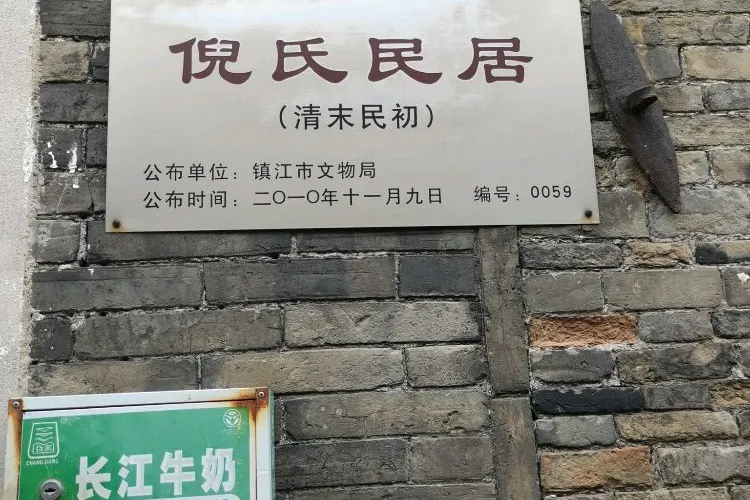 倪氏民居
（清末民初）
公布单位：镇江市文物局
公布时间：二〇一〇年十一月九日 编号：0059
CHANGJIANG
长江牛奶